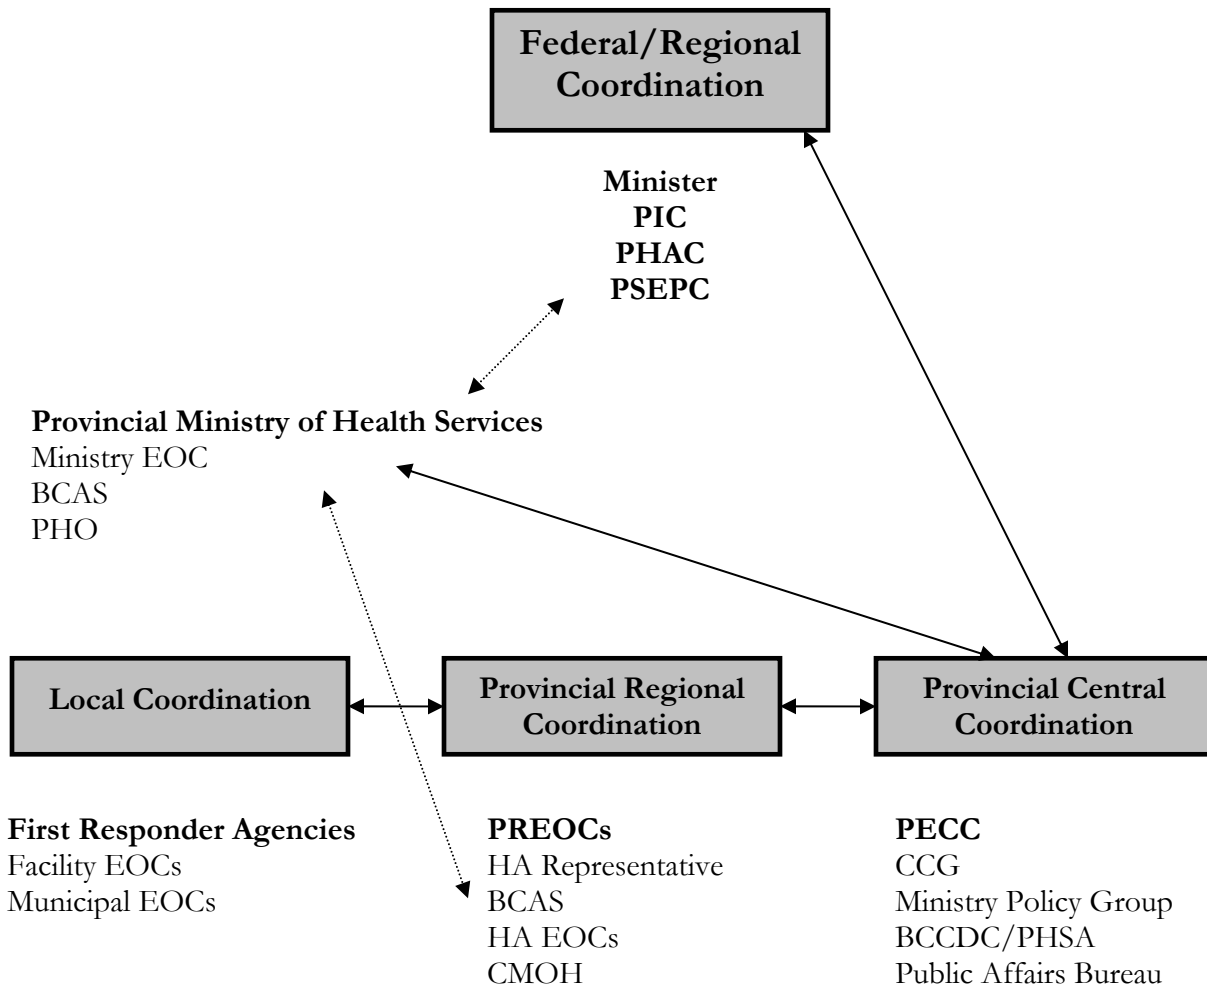 Federal/Regional
Coordination
Minister
PIC
PHAC
PSEPC
Provincial Ministry of Health Services
Ministry EOC
BCAS
PHO
Local Coordination
Provincial Regional
Coordination
Provincial Central
Coordination
First Responder Agencies
Facility EOCs
Municipal EOCs
PREOCs
HA Representative
BCAS
HA EOCs
CMOH
PECC
CCG
Ministry Policy Group
BCCDC/PHSA
Public Affairs Bureau